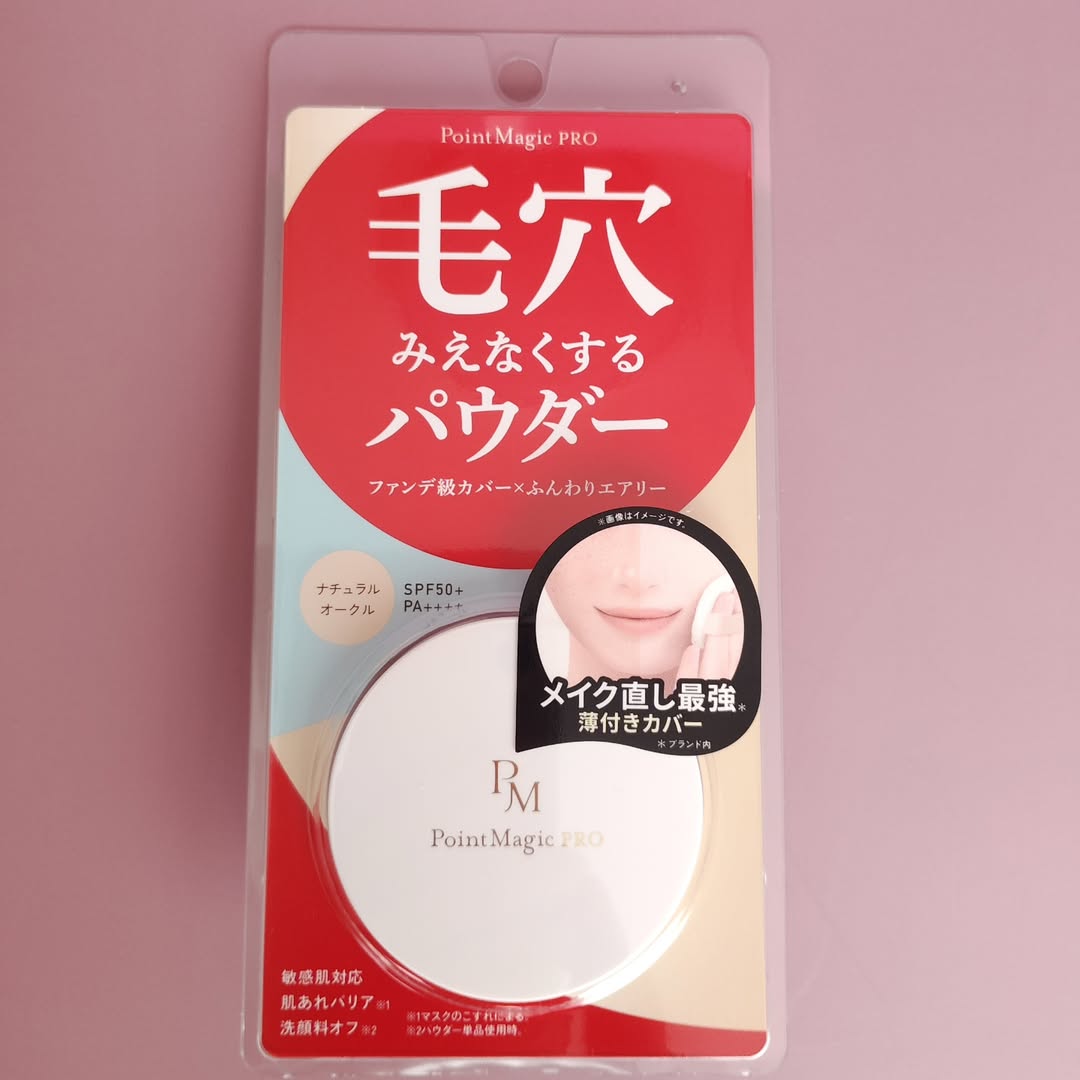 PointMagic PRO
毛穴
みえなくする
パウダー
ファンデ級カバー×ふんわりエアリー
※画像はイメージです。
ナチュラル
オークル
SPF50+
PA++++
メイク直し最強*
薄付きカバー
*ブランド内
PM
PointMagic PRO
敏感肌対応
肌あれバリア※1
洗顔料オフ※2
※1マスクのこすれによる。
※2パウダー単品使用時。